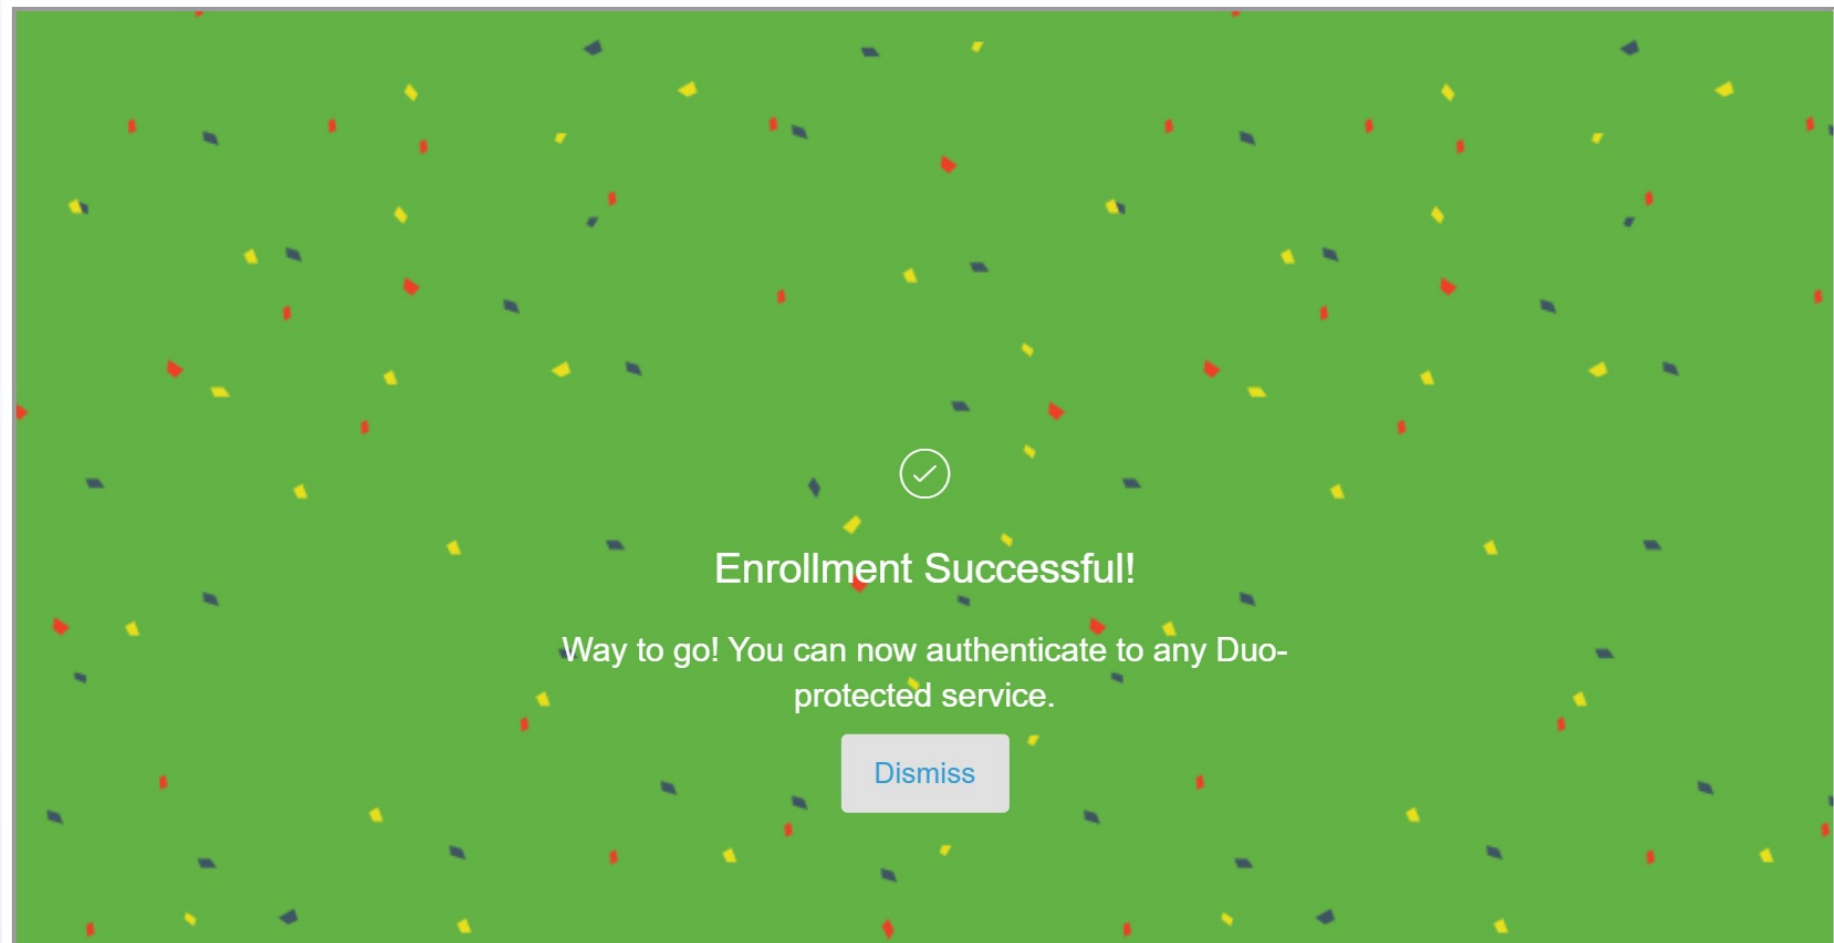 Enrollment Successful!
Way to go! You can now authenticate to any Duo-
protected service.
Dismiss